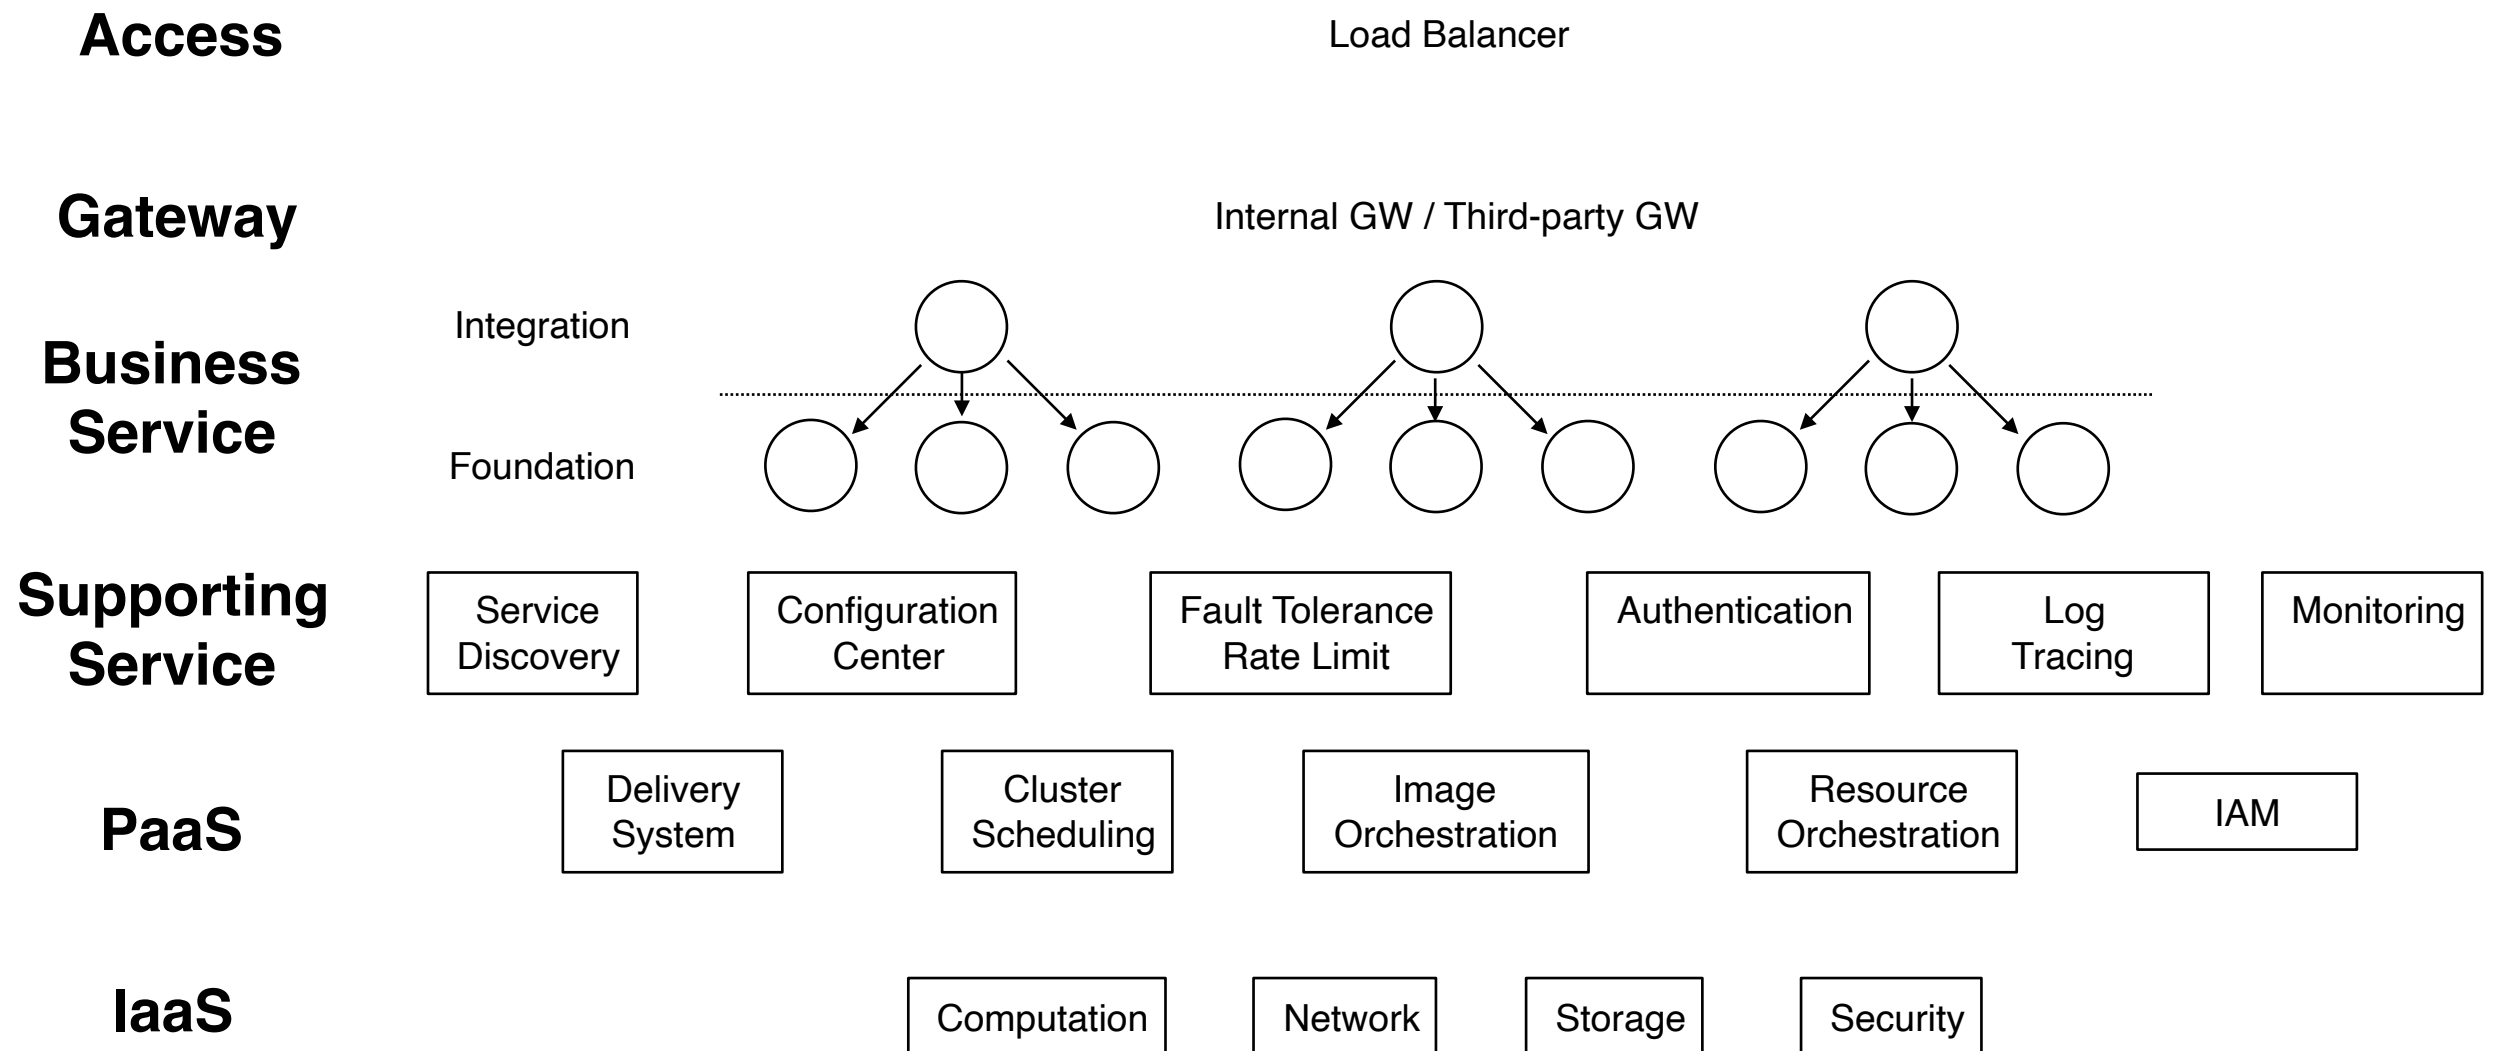 Access
Load Balancer
Gateway
Internal GW / Third-party GW
Business
Service
Integration
Foundation
Supporting
Service
Service
Discovery
Configuration
Center
Fault Tolerance
Rate Limit
Authentication
Log
Tracing
Monitoring
PaaS
Delivery
System
Cluster
Scheduling
Image
Orchestration
Resource
Orchestration
IAM
IaaS
Computation
Network
Storage
Security